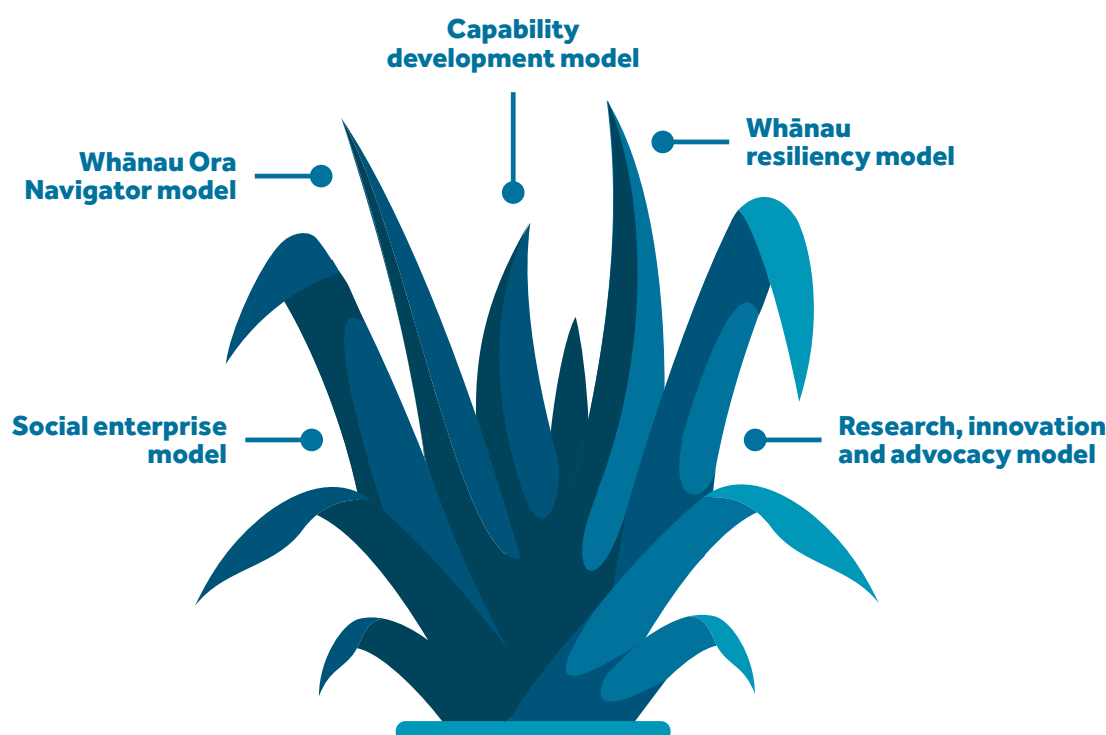 Capability
development model
Whānau Ora
Navigator model
Whānau
resiliency model
Social enterprise
model
Research, innovation
and advocacy model